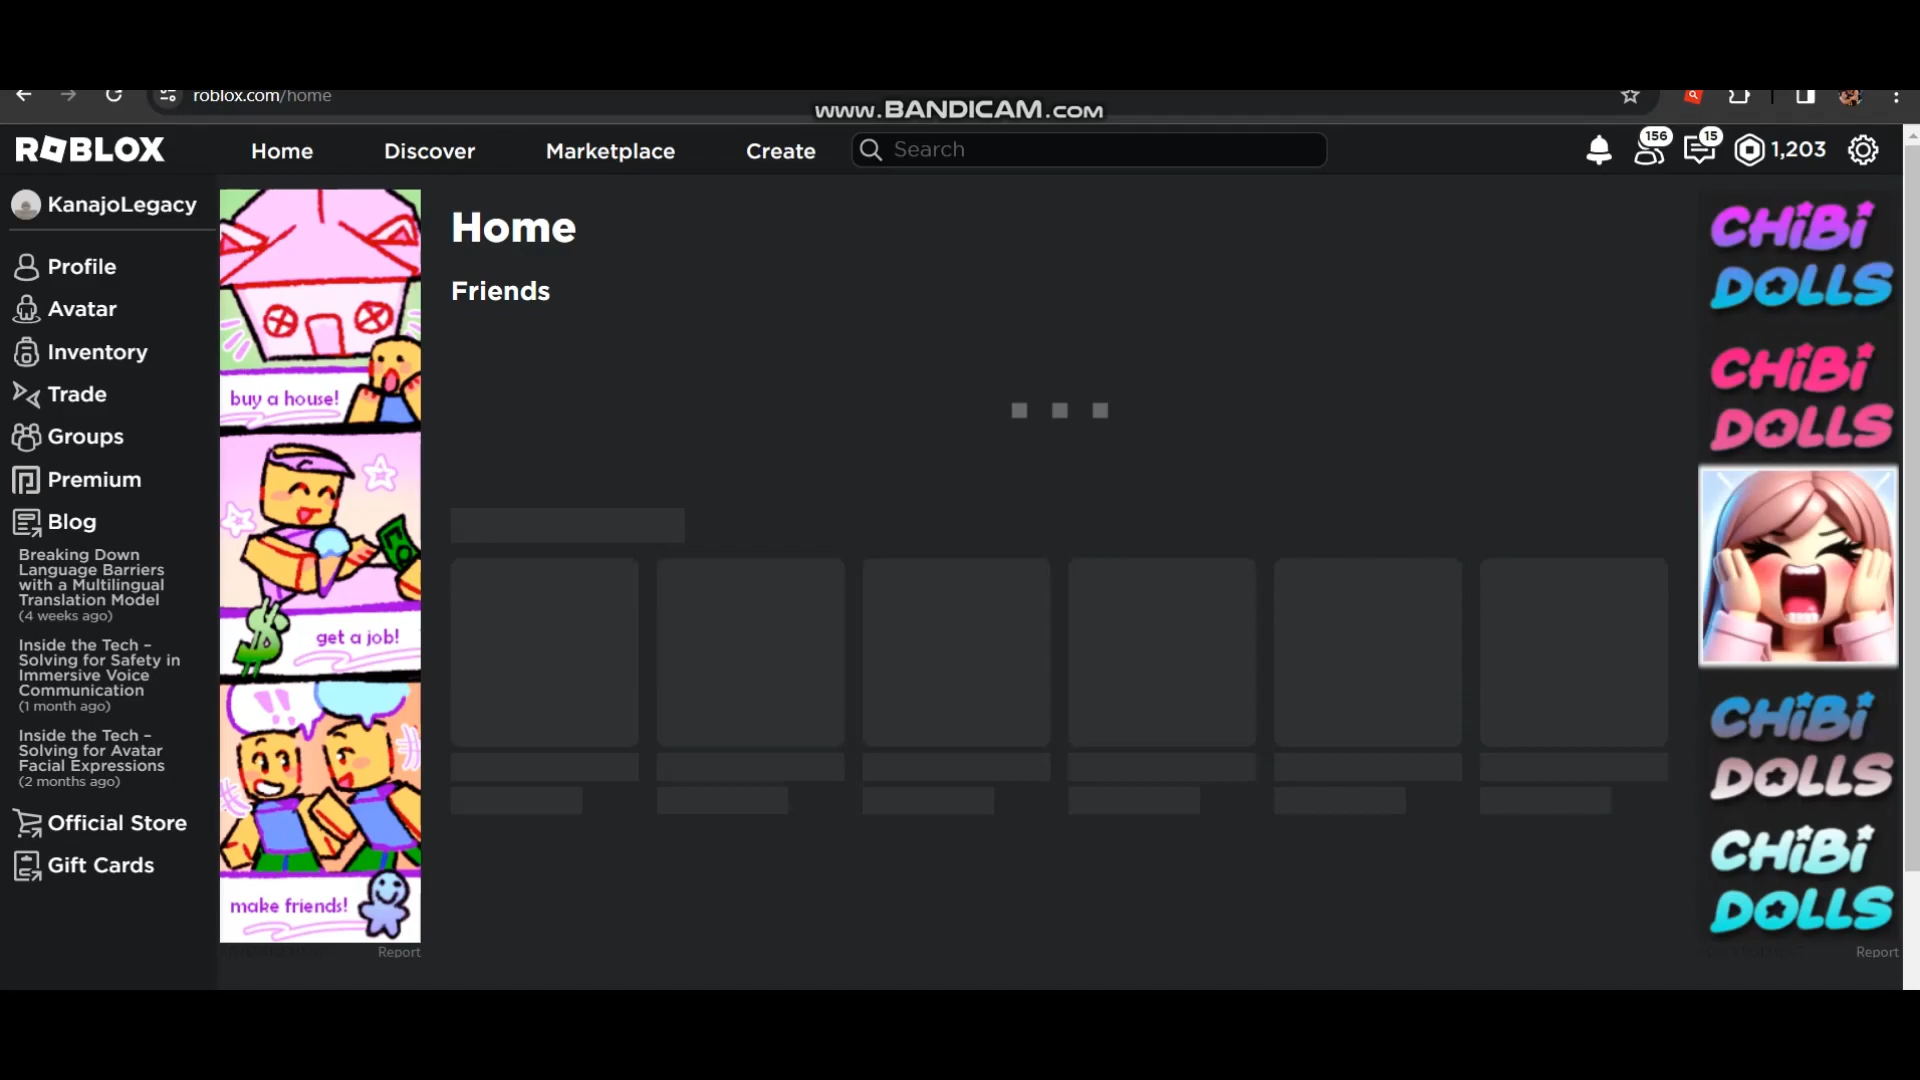 roblox.com/home
www.BANDICAM.com
ROBLOX
Home
Discover
Marketplace
Create
Search
156
15
1,203
KanajoLegacy
Profile
Avatar
Inventory
Trade
Groups
Premium
Blog
Breaking Down
Language Barriers
with a Multilingual
Translation Model
(4 weeks ago)
Inside the Tech –
Solving for Safety in
Immersive Voice
Communication
(1 month ago)
Inside the Tech –
Solving for Avatar
Facial Expressions
(2 months ago)
Official Store
Gift Cards
buy a house!
get a job!
make friends!
Report
Home
Friends
CHiBi
DOLLS
CHiBi
DOLLS
CHiBi
DOLLS
CHiBi
DOLLS
Report